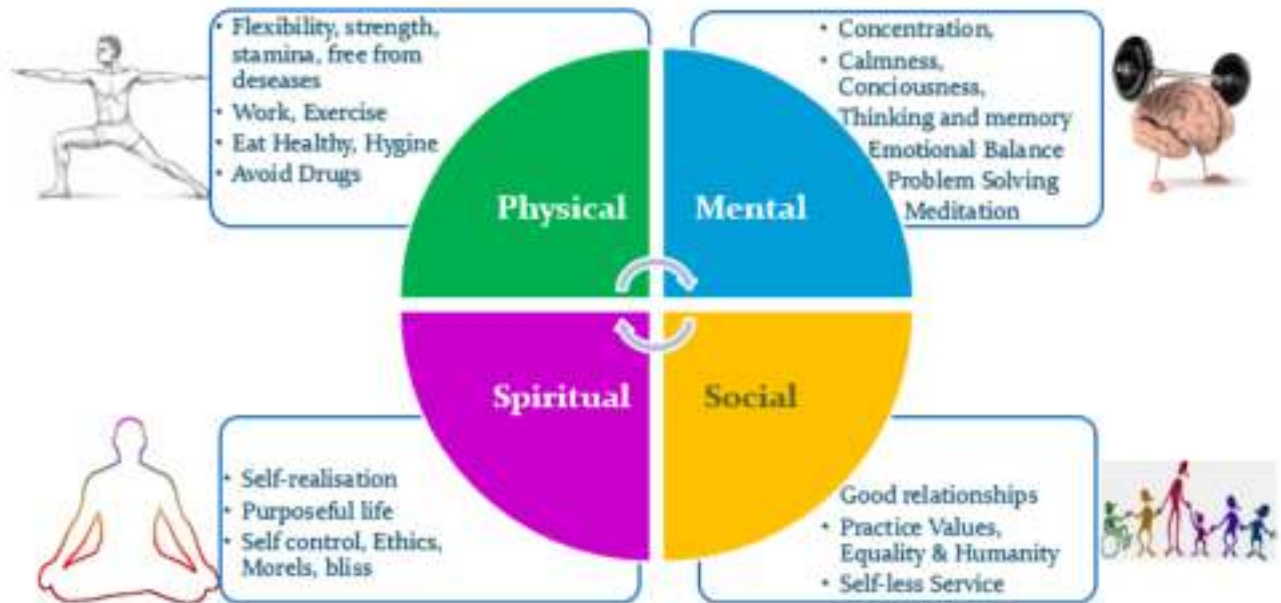 • Flexibility, strength,
stamina, free from
deseases
• Work, Exercise
• Eat Healthy, Hygine
• Avoid Drugs
Physical
• Concentration,
• Calmness,
Conciousness,
Thinking and memory
Emotional Balance
Problem Solving
Meditation
Mental
• Self-realisation
• Purposeful life
• Self control, Ethics,
Morels, bliss
Spiritual
• Good relationships
• Practice Values,
Equality & Humanity
• Self-less Service
Social